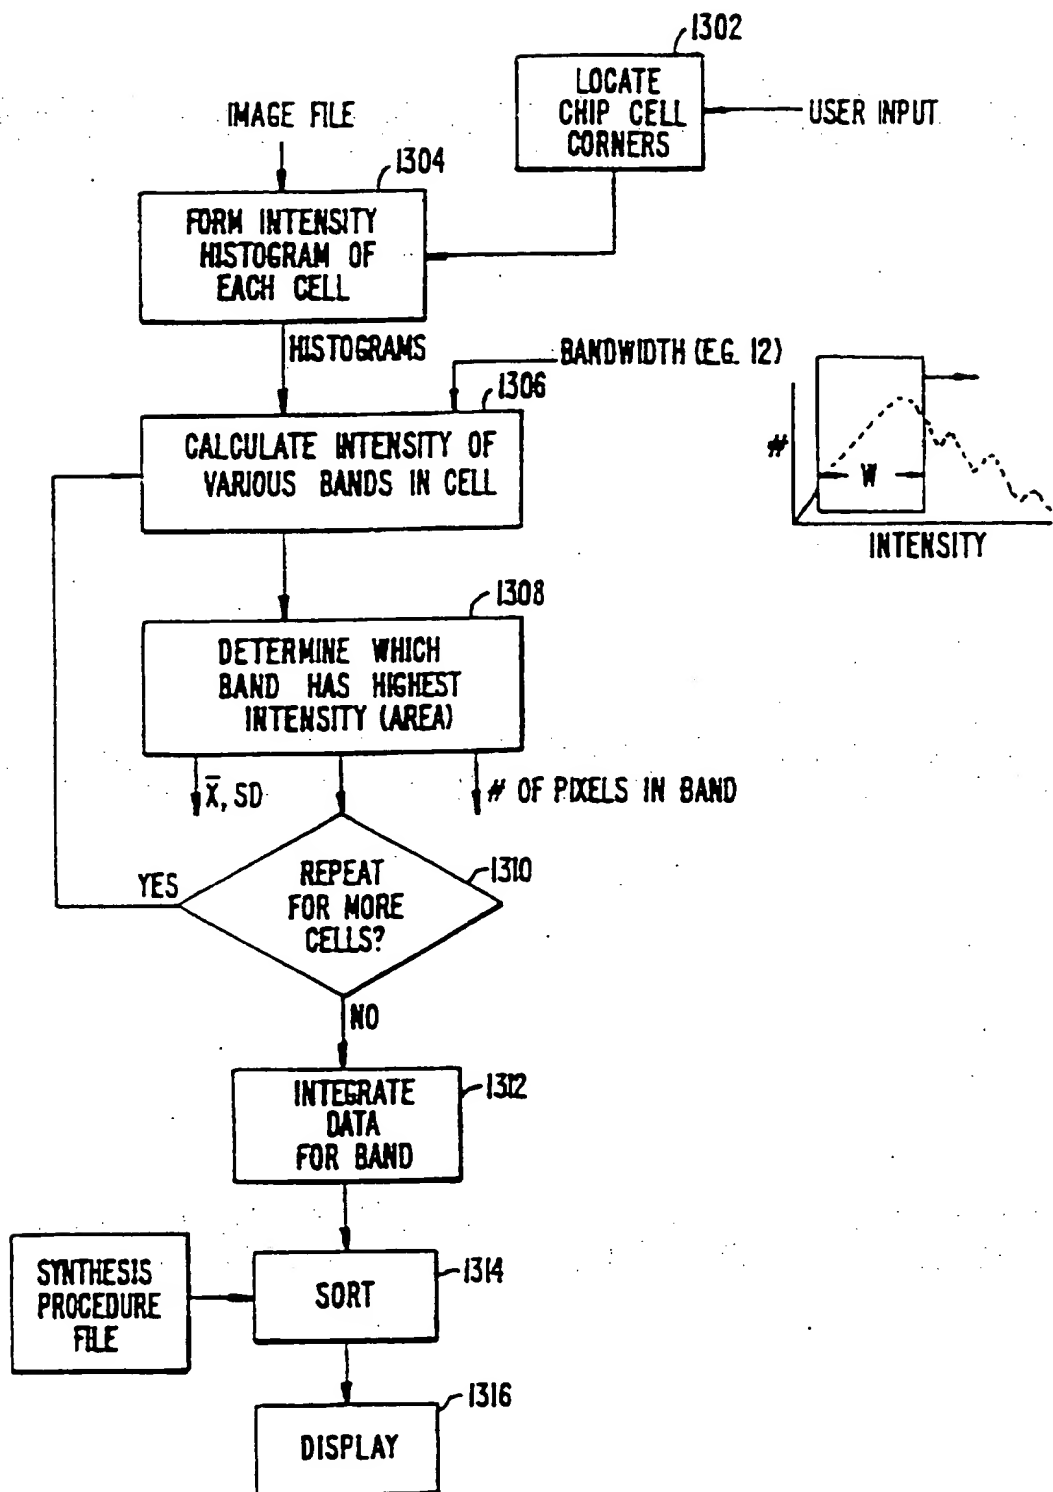 1302
LOCATE
CHIP CELL
CORNERS
USER INPUT
IMAGE FILE
1304
FORM INTENSITY
HISTOGRAM OF
EACH CELL
HISTOGRAMS
BANDWIDTH (E.G. 12)
1306
CALCULATE INTENSITY OF
VARIOUS BANDS IN CELL
#
W
INTENSITY
1308
DETERMINE WHICH
BAND HAS HIGHEST
INTENSITY (AREA)
X̄, SD
# OF PIXELS IN BAND
1310
YES
REPEAT
FOR MORE
CELLS?
NO
1312
INTEGRATE
DATA
FOR BAND
SYNTHESIS
PROCEDURE
FILE
1314
SORT
1316
DISPLAY